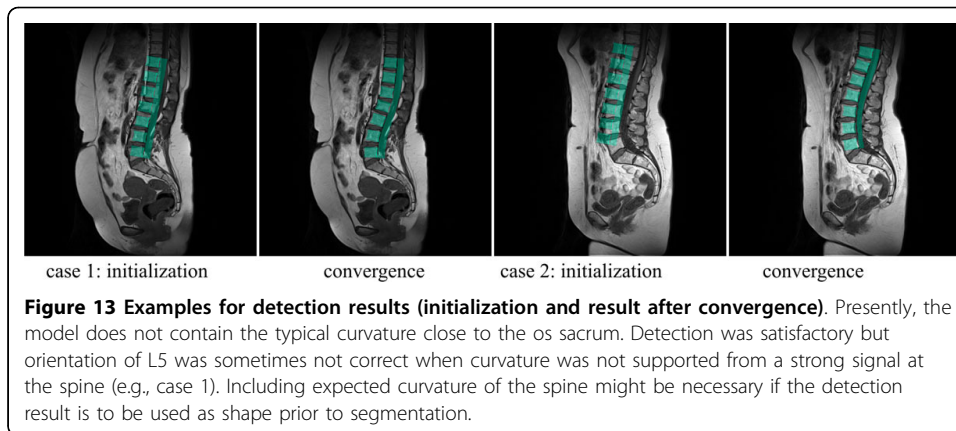 case 1: initialization convergence case 2: initialization convergence
Figure 13 Examples for detection results (initialization and result after convergence). Presently, the
model does not contain the typical curvature close to the os sacrum. Detection was satisfactory but
orientation of L5 was sometimes not correct when curvature was not supported from a strong signal at
the spine (e.g., case 1). Including expected curvature of the spine might be necessary if the detection
result is to be used as shape prior to segmentation.